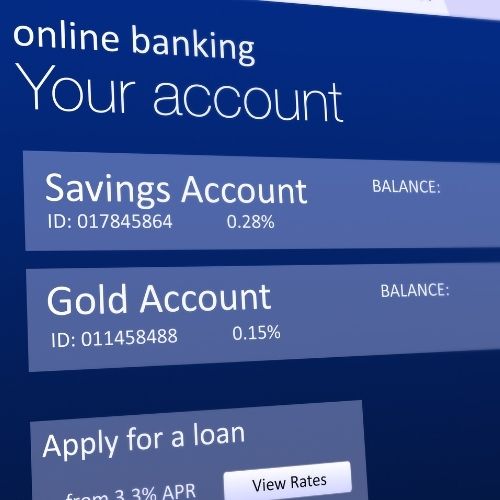 online banking
Your account
Savings Account
BALANCE:
ID: 017845864 0.28%
Gold Account
BALANCE:
ID: 011458488 0.15%
Apply for a loan
from 3.3% APR
View Rates